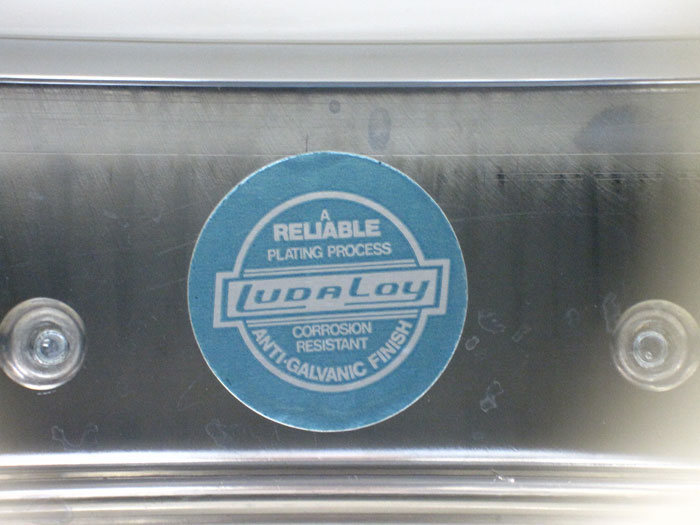 A
RELIABLE
PLATING PROCESS
LUDALOY
CORROSION
RESISTANT
ANTI-GALVANIC FINISH